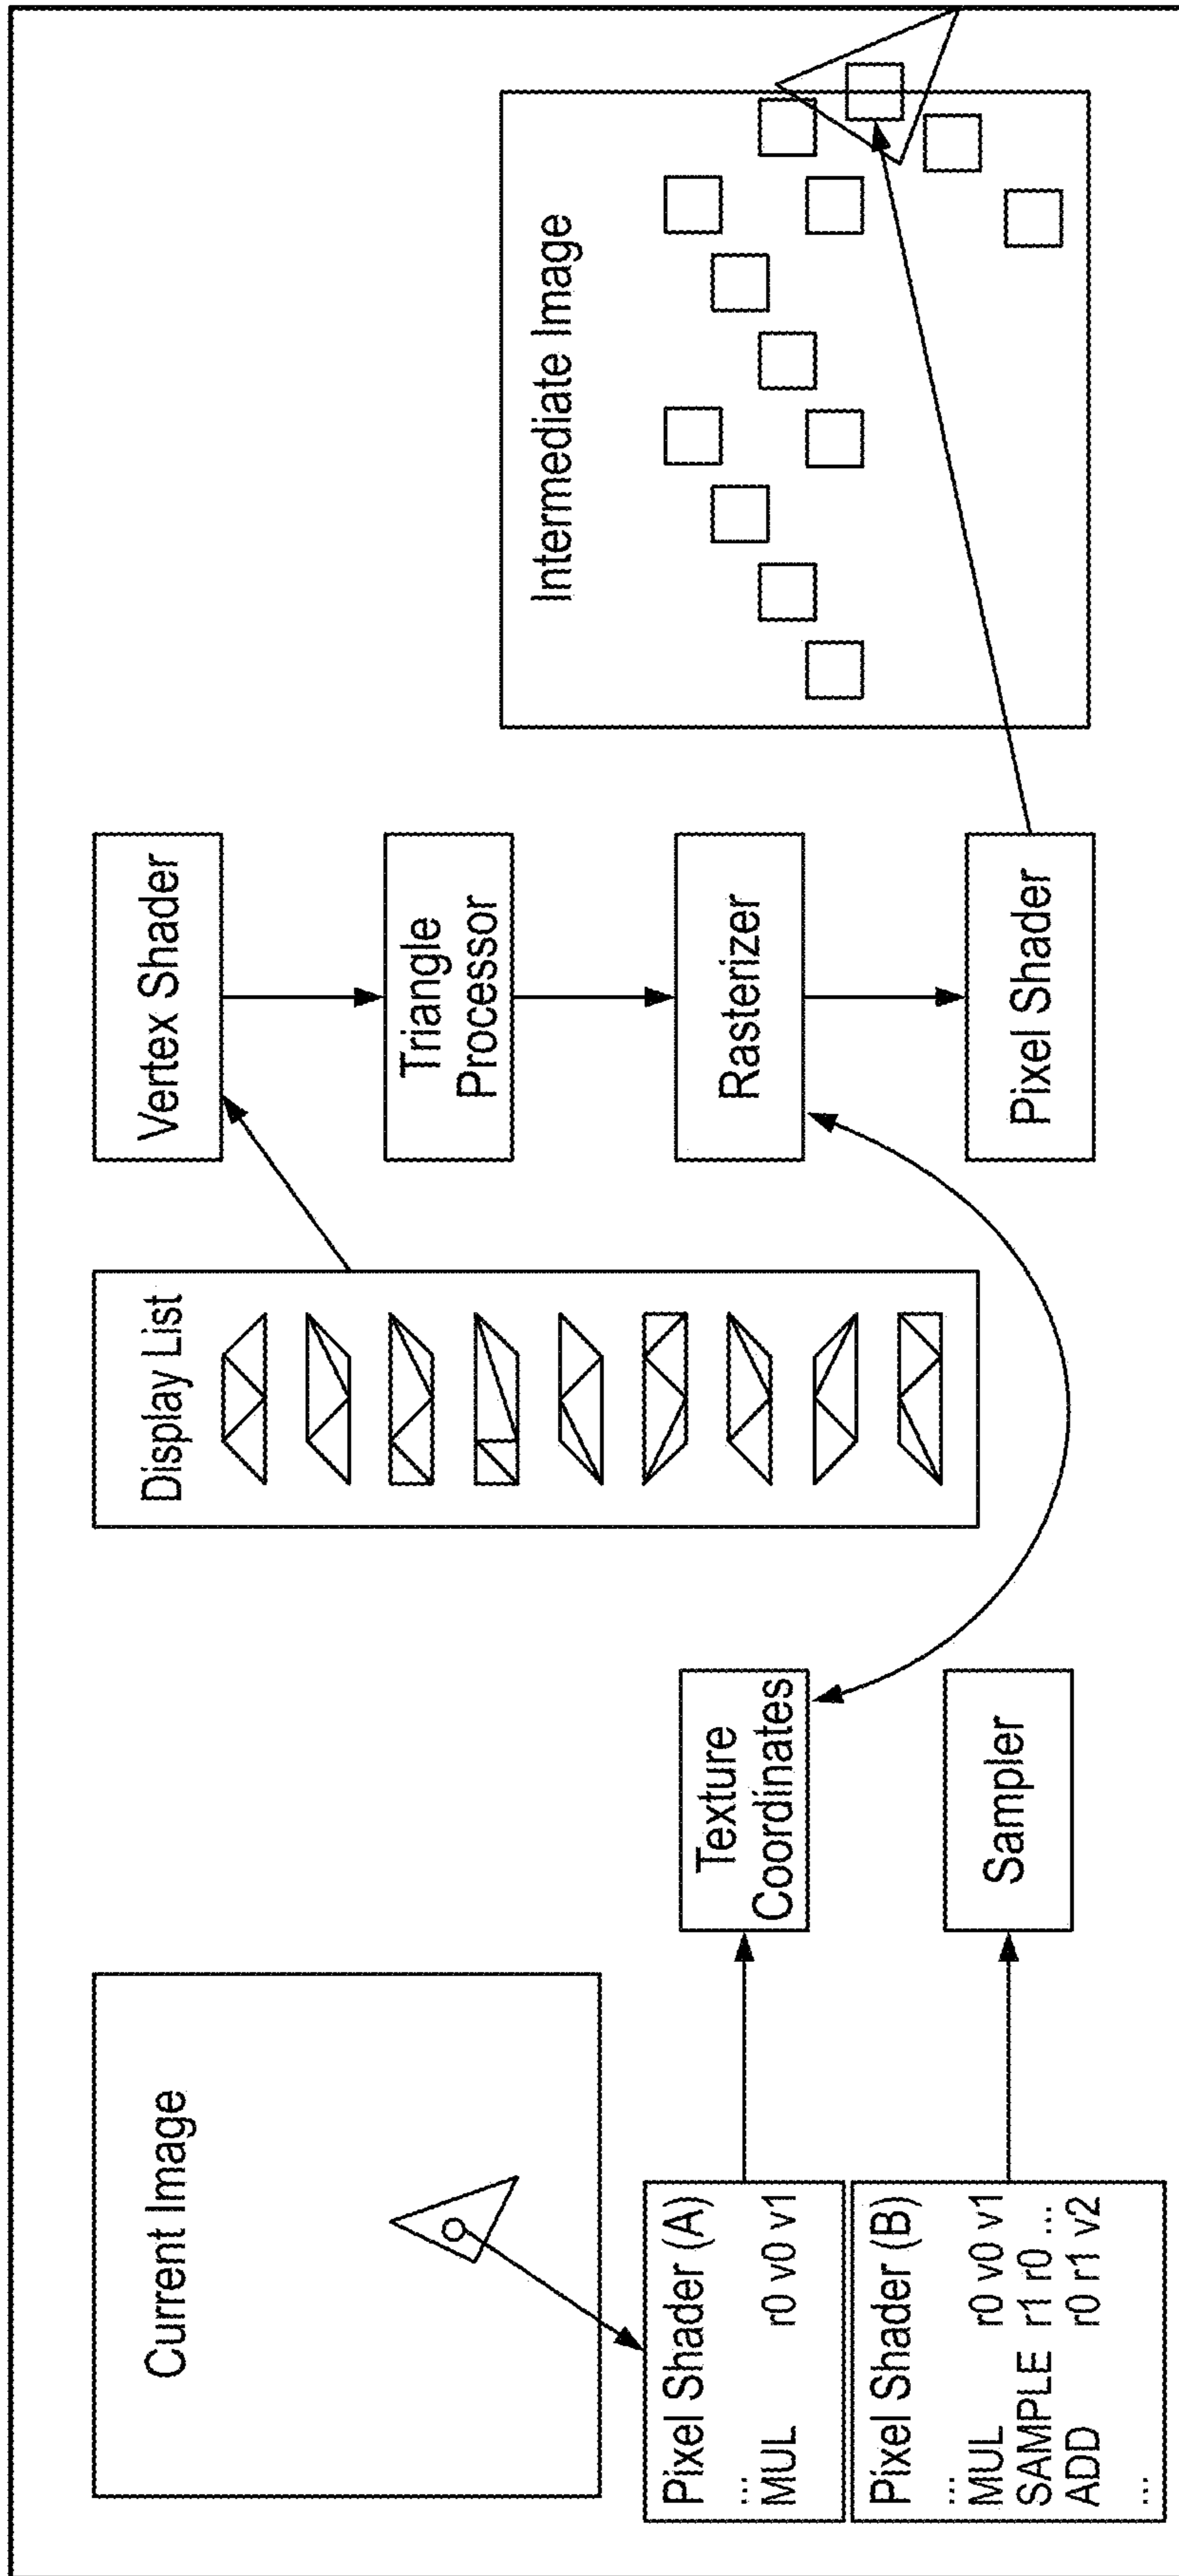 Current Image
Pixel Shader (A)
...
MUL r0 v0 v1
Pixel Shader (B)
...
MUL r0 v0 v1
SAMPLE r1 r0 ...
ADD r0 r1 v2
...
Texture
Coordinates
Sampler
Display List
Vertex Shader
Triangle
Processor
Rasterizer
Pixel Shader
Intermediate Image